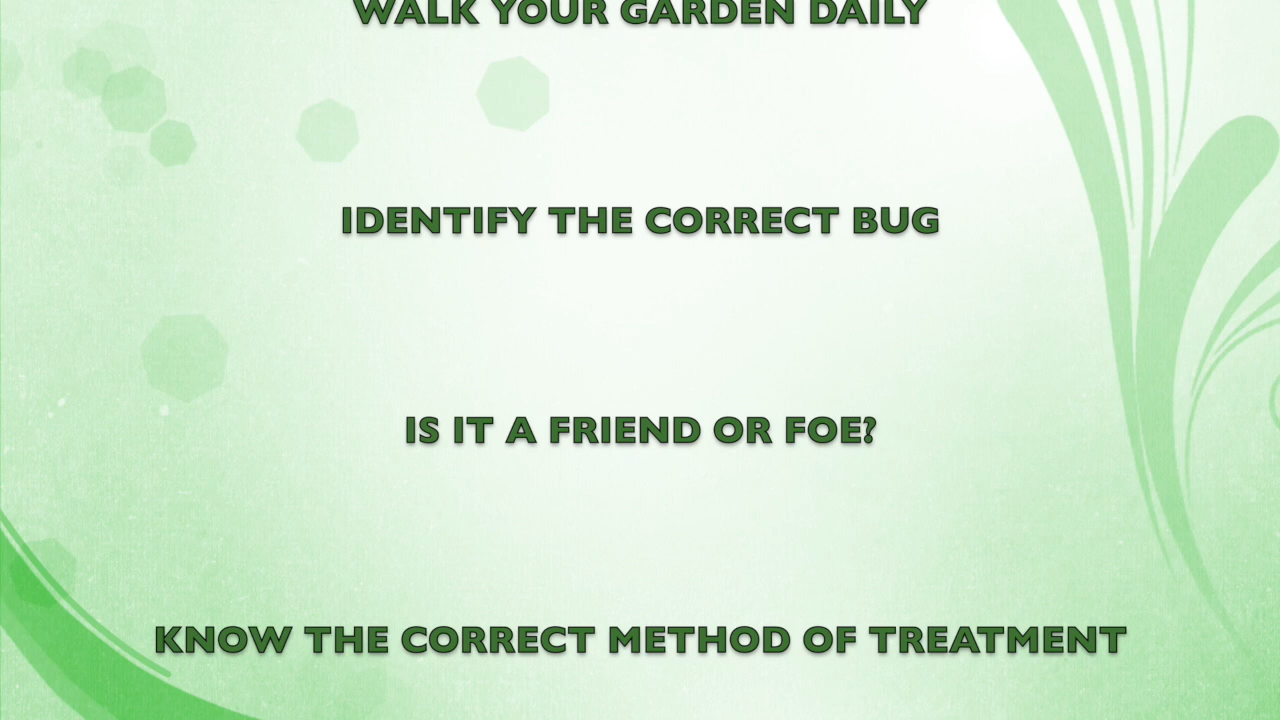 WALK YOUR GARDEN DAILY
IDENTIFY THE CORRECT BUG
IS IT A FRIEND OR FOE?
KNOW THE CORRECT METHOD OF TREATMENT